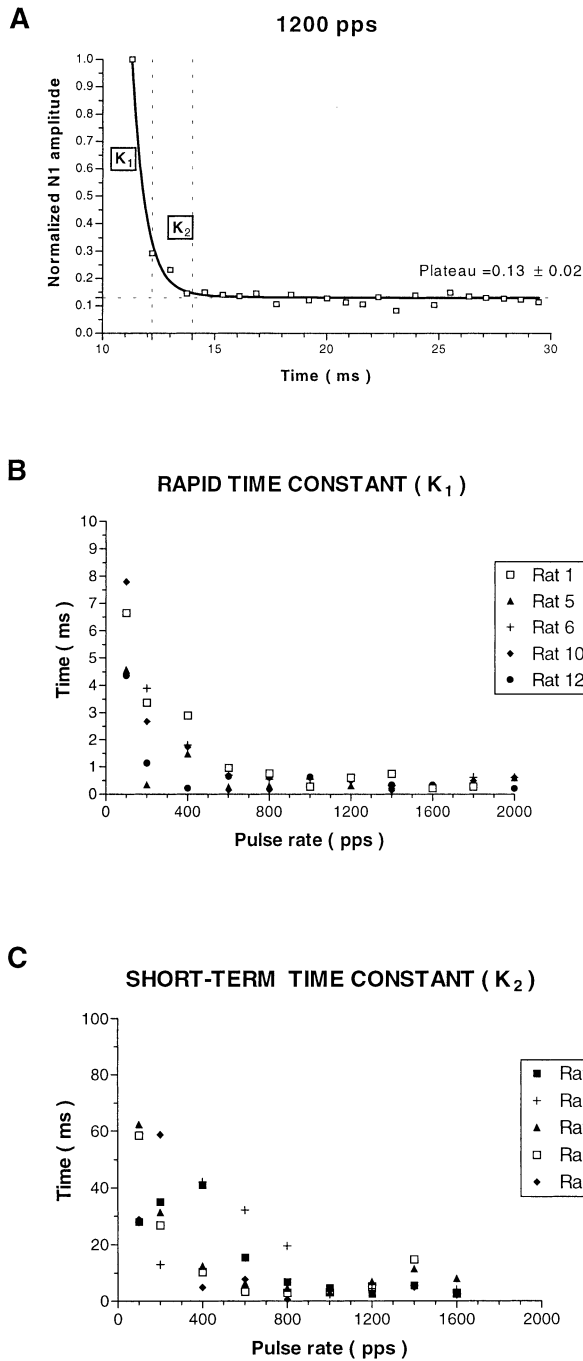 A
1200 pps
1.0
0.9
0.8
0.7
0.6
0.5
0.4
0.3
0.2
0.1
0.0
Normalized N1 amplitude
K1
K2
Plateau =0.13 ± 0.02
10 15 20 25 30
Time ( ms )
B
RAPID TIME CONSTANT ( K1 )
10
9
8
7
6
5
4
3
2
1
0
Time ( ms )
Rat 1
Rat 5
Rat 6
Rat 10
Rat 12
0 400 800 1200 1600 2000
Pulse rate ( pps )
C
SHORT-TERM TIME CONSTANT ( K2 )
100
80
60
40
20
0
Time ( ms )
Ra
Ra
Ra
Ra
Ra
0 400 800 1200 1600 2000
Pulse rate ( pps )